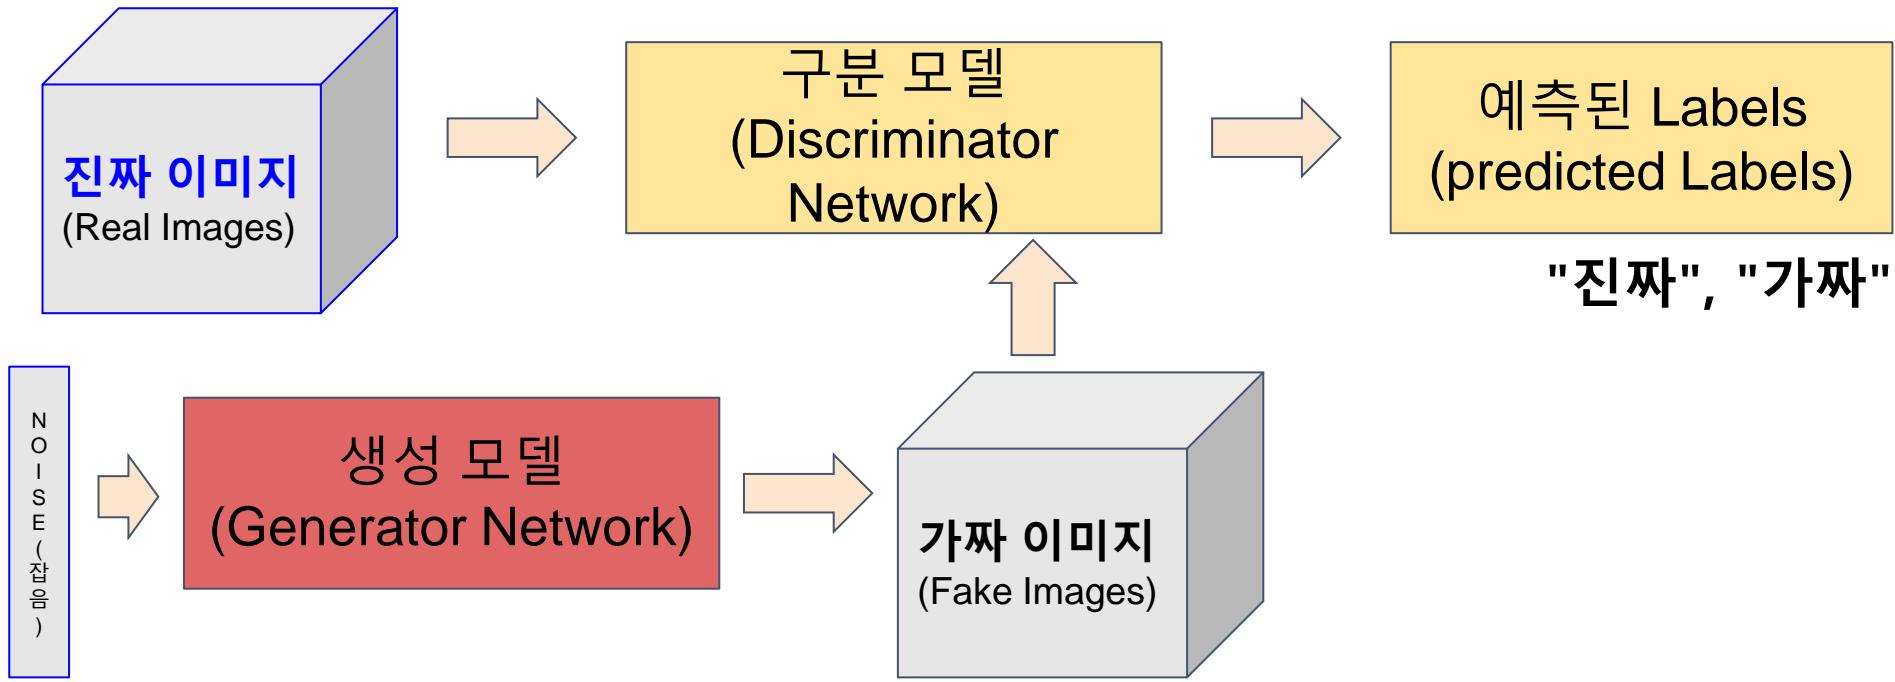 진짜 이미지
(Real Images)
구분 모델
(Discriminator
Network)
예측된 Labels
(predicted Labels)
"진짜", "가짜"
NOISE(잡음)
생성 모델
(Generator Network)
가짜 이미지
(Fake Images)